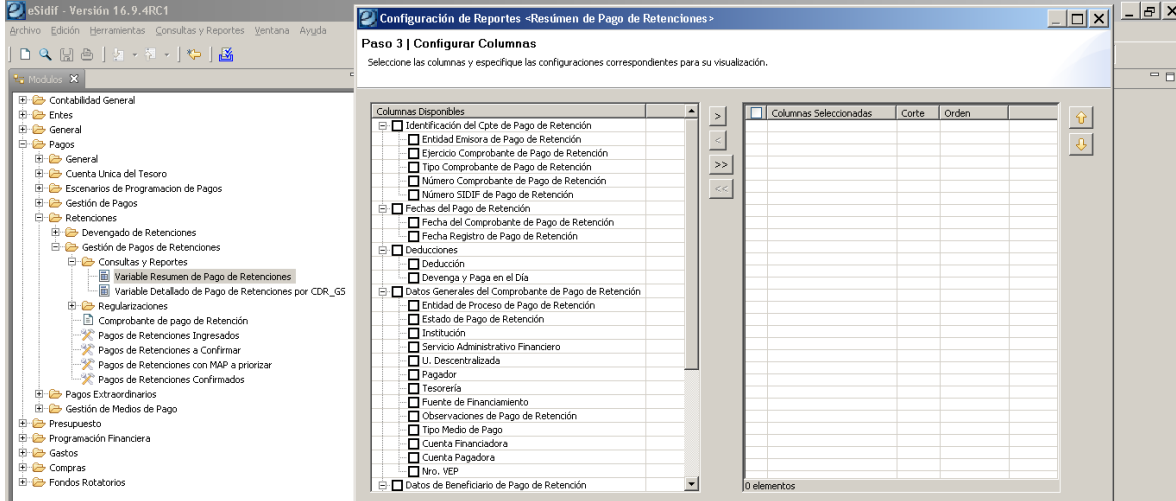 eSidif - Versión 16.9.4RC1
Archivo Edición Herramientas Consultas y Reportes Ventana Ayuda
Modulos
Contabilidad General
Entes
General
Pagos
General
Cuenta Unica del Tesoro
Escenarios de Programacion de Pagos
Gestión de Pagos
Retenciones
Devengado de Retenciones
Gestión de Pagos de Retenciones
Consultas y Reportes
Variable Resumen de Pago de Retenciones
Variable Detallado de Pago de Retenciones por CDR_GS
Regularizaciones
Comprobante de pago de Retención
Pagos de Retenciones Ingresados
Pagos de Retenciones a Confirmar
Pagos de Retenciones con MAP a priorizar
Pagos de Retenciones Confirmados
Pagos Extraordinarios
Gestión de Medios de Pago
Presupuesto
Programación Financiera
Gastos
Compras
Fondos Rotatorios
Configuración de Reportes <Resúmen de Pago de Retenciones>
Paso 3 | Configurar Columnas
Seleccione las columnas y especifique las configuraciones correspondientes para su visualización.
Columnas Disponibles
Identificación del Cpte de Pago de Retención
Entidad Emisora de Pago de Retención
Ejercicio Comprobante de Pago de Retención
Tipo Comprobante de Pago de Retención
Número Comprobante de Pago de Retención
Número SIDIF de Pago de Retención
Fechas del Pago de Retención
Fecha del Comprobante de Pago de Retención
Fecha Registro de Pago de Retención
Deducciones
Deducción
Devenga y Paga en el Día
Datos Generales del Comprobante de Pago de Retención
Entidad de Proceso de Pago de Retención
Estado de Pago de Retención
Institución
Servicio Administrativo Financiero
U. Descentralizada
Pagador
Tesorería
Fuente de Financiamiento
Observaciones de Pago de Retención
Tipo Medio de Pago
Cuenta Financiadora
Cuenta Pagadora
Nro. VEP
Datos de Beneficiario de Pago de Retención
>
<
>>
<<
Columnas Seleccionadas Corte Orden
0 elementos